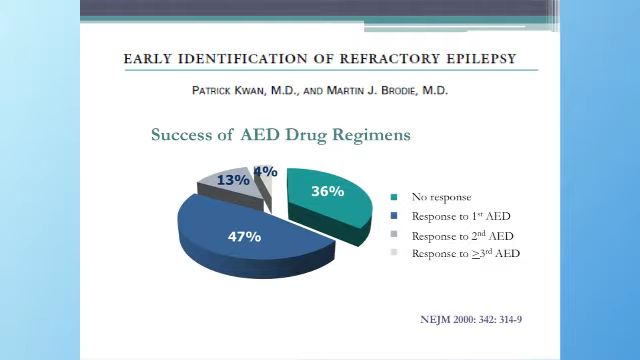 EARLY IDENTIFICATION OF REFRACTORY EPILEPSY
PATRICK KWAN, M.D., AND MARTIN J. BRODIE, M.D.
Success of AED Drug Regimens
4%
13%
36%
47%
No response
Response to 1st AED
Response to 2nd AED
Response to ≥3rd AED
NEJM 2000: 342: 314-9